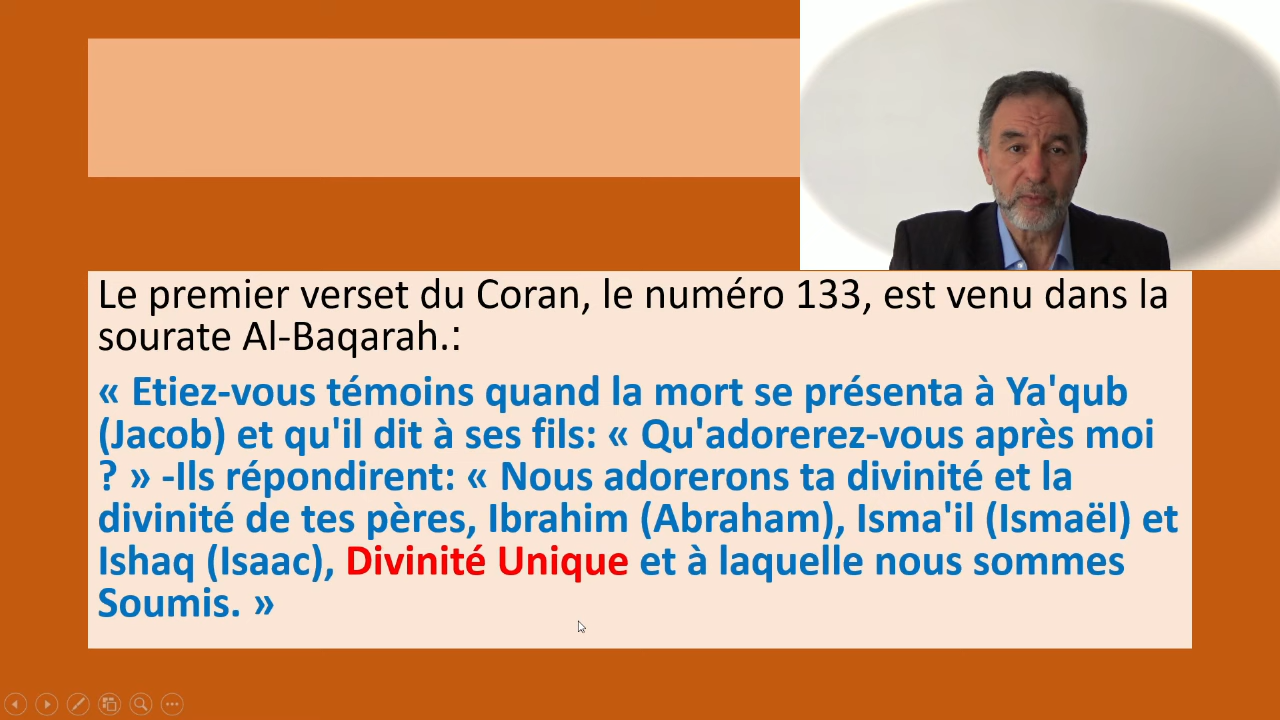 Le premier verset du Coran, le numéro 133, est venu dans la
sourate Al-Baqarah.:
« Etiez-vous témoins quand la mort se présenta à Ya'qub
(Jacob) et qu'il dit à ses fils: « Qu'adorerez-vous après moi
? » -Ils répondirent: « Nous adorerons ta divinité et la
divinité de tes pères, Ibrahim (Abraham), Isma'il (Ismaël) et
Ishaq (Isaac), Divinité Unique et à laquelle nous sommes
Soumis. »